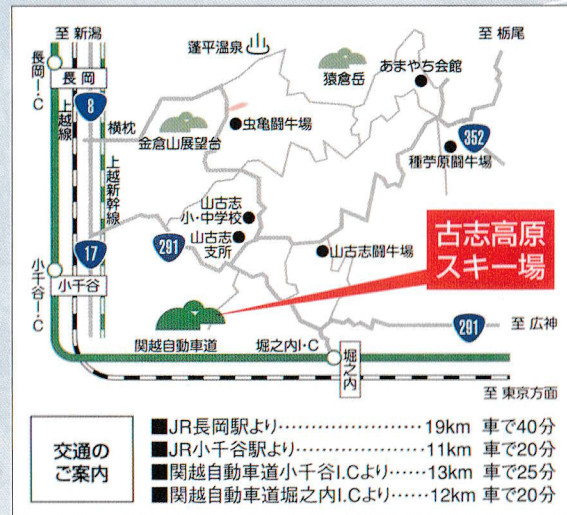 至 新潟
蓬平温泉
至 栃尾
長岡I・C
長岡
猿倉岳
あまやち会館
8
上越線
横枕
金倉山展望台
虫亀闘牛場
352
種苧原闘牛場
上越新幹線
山古志
小・中学校
291
山古志
支所
山古志闘牛場
古志高原
スキー場
17
小千谷I・C
小千谷
291
至 広神
関越自動車道
堀之内I・C
堀之内
至 東京方面
交通の
ご案内
■JR長岡駅より……………………19km 車で40分
■JR小千谷駅より…………………11km 車で20分
■関越自動車道小千谷I.Cより……13km 車で25分
■関越自動車道堀之内I.Cより……12km 車で20分